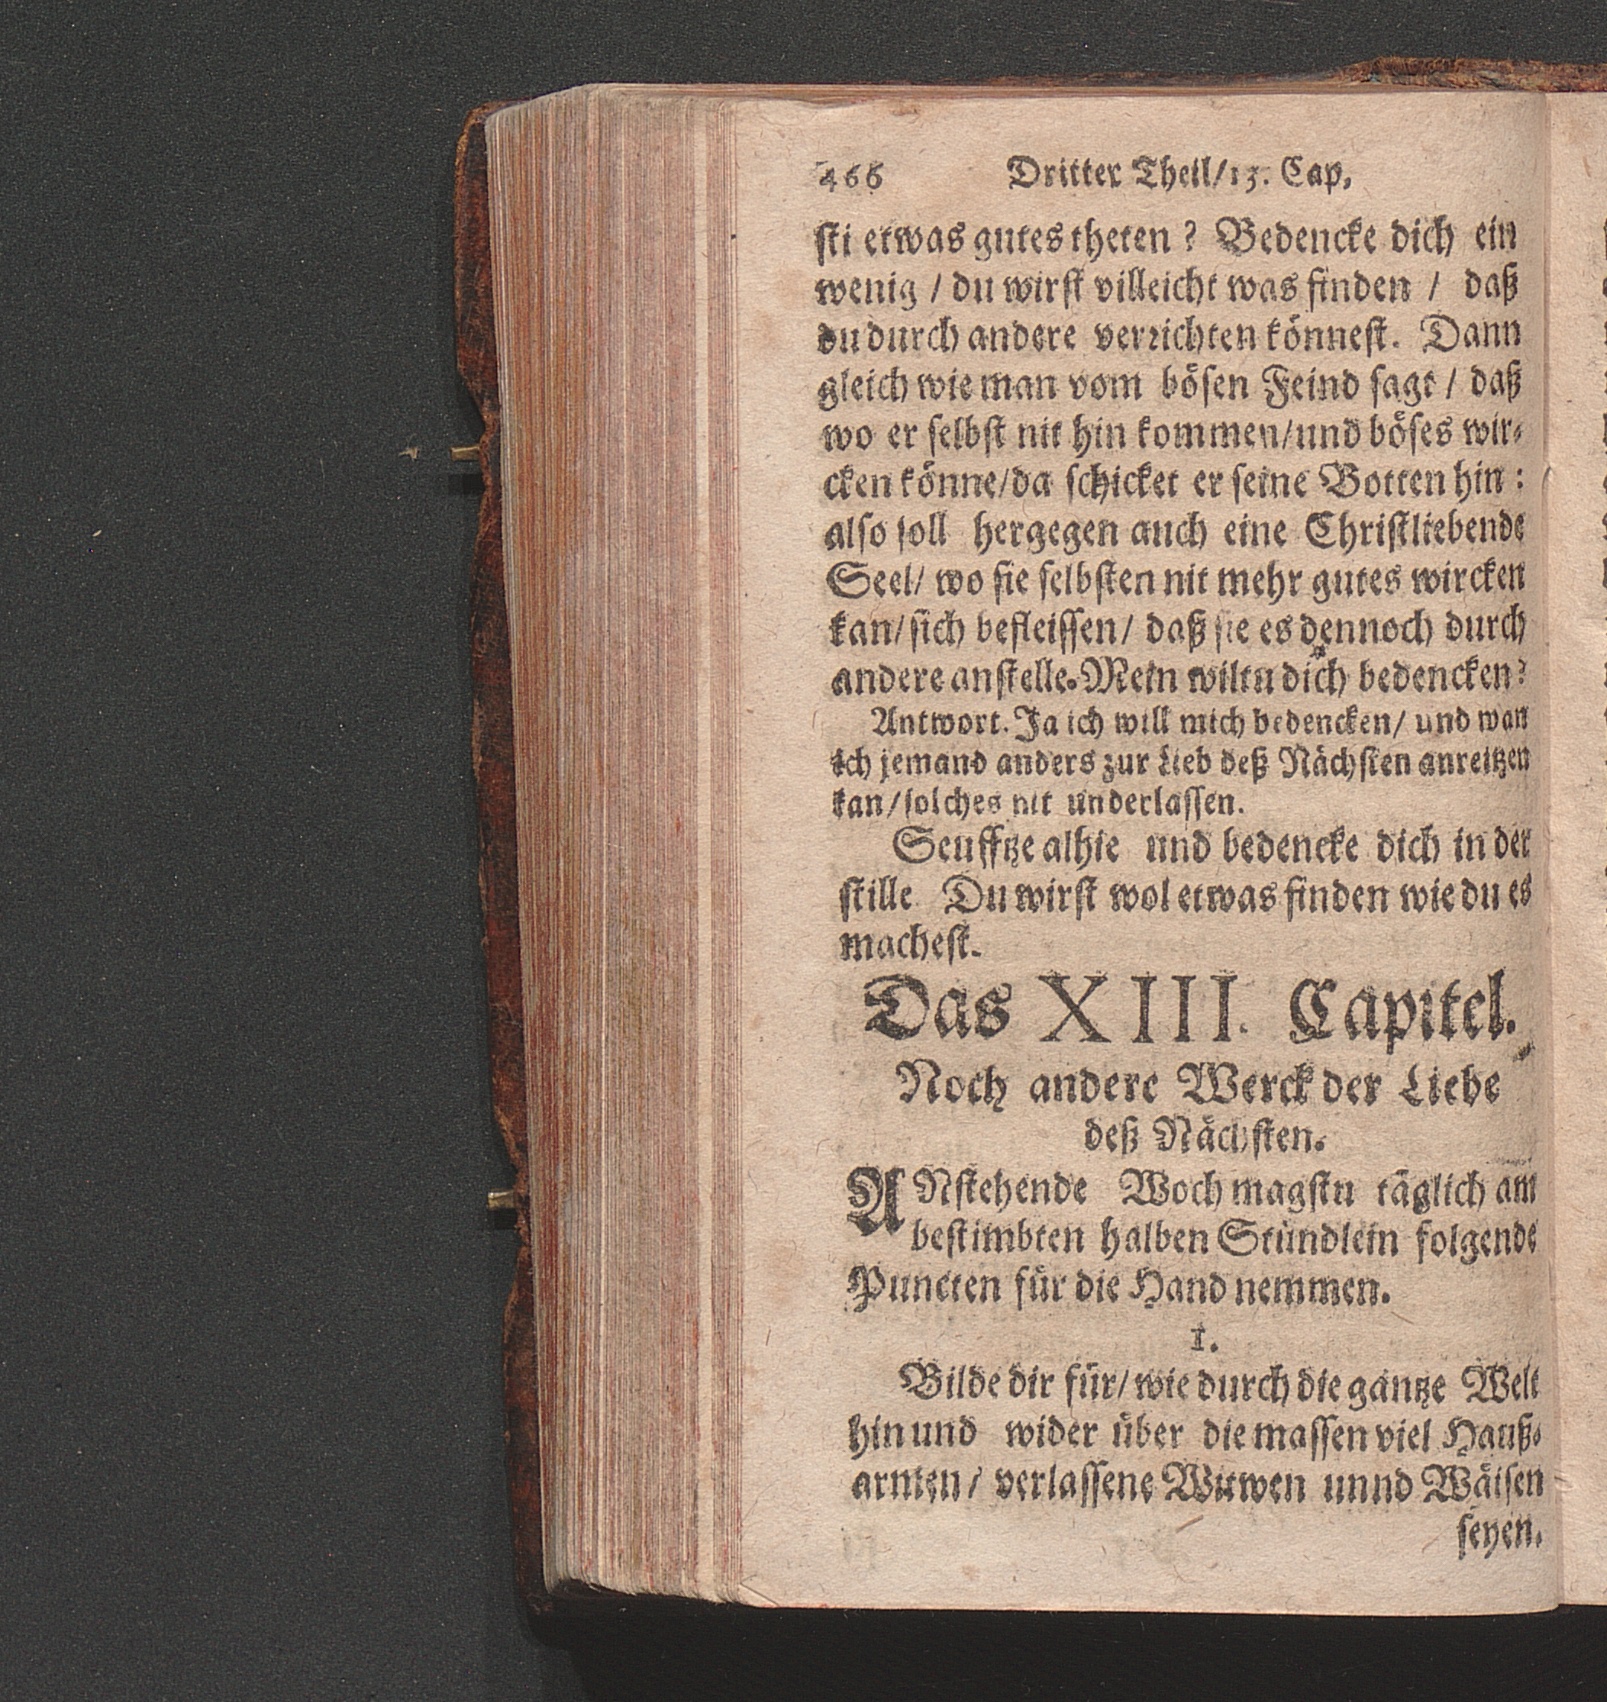 466 Dritter Theil/13. Cap,
sti etwas gutes theten? Bedencke dich ein
wenig / du wirst villeicht was finden / daß
du durch andere verrichten könnest. Dann
gleich wie man vom bösen Feind sagt / daß
wo er selbst nit hin kommen/und böses wir-
cken könne/da schicket er seine Botten hin:
also soll hergegen auch eine Christliebende
Seel/ wo sie selbsten nit mehr gutes wircken
kan/sich befleissen/ daß sie es dennoch durch
andere anstelle. Mein wiltu dich bedencken?
Antwort. Ja ich will mich bedencken/ und wan
ich jemand anders zur Lieb deß Nächsten anreitzen
kan/solches nit underlassen.
Seufftze alhie und bedencke dich in der
stille Du wirst wol etwas finden wie du es
machest.
Das XIII. Capitel.
Noch andere Werck der Liebe
deß Nächsten.
ANstehende Woch magstu täglich am
bestimbten halben Stündlein folgende
Puncten für die Hand nemmen.
1.
Bilde dir für/ wie durch die gantze Welt
hin und wider über die massen viel Hauß-
armen/ verlassene Witwen unnd Wäisen
seyen.